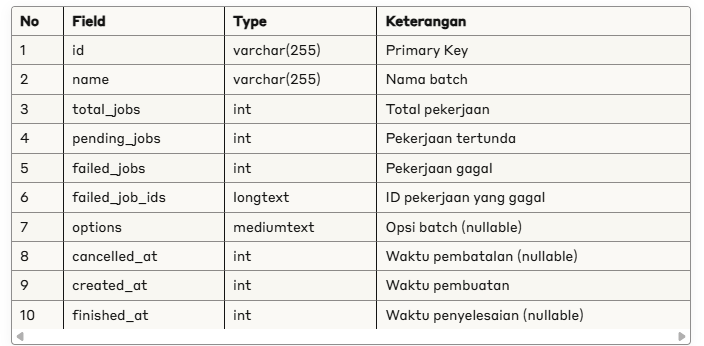 No Field Type Keterangan
1 id varchar(255) Primary Key
2 name varchar(255) Nama batch
3 total_jobs int Total pekerjaan
4 pending_jobs int Pekerjaan tertunda
5 failed_jobs int Pekerjaan gagal
6 failed_job_ids longtext ID pekerjaan yang gagal
7 options mediumtext Opsi batch (nullable)
8 cancelled_at int Waktu pembatalan (nullable)
9 created_at int Waktu pembuatan
10 finished_at int Waktu penyelesaian (nullable)